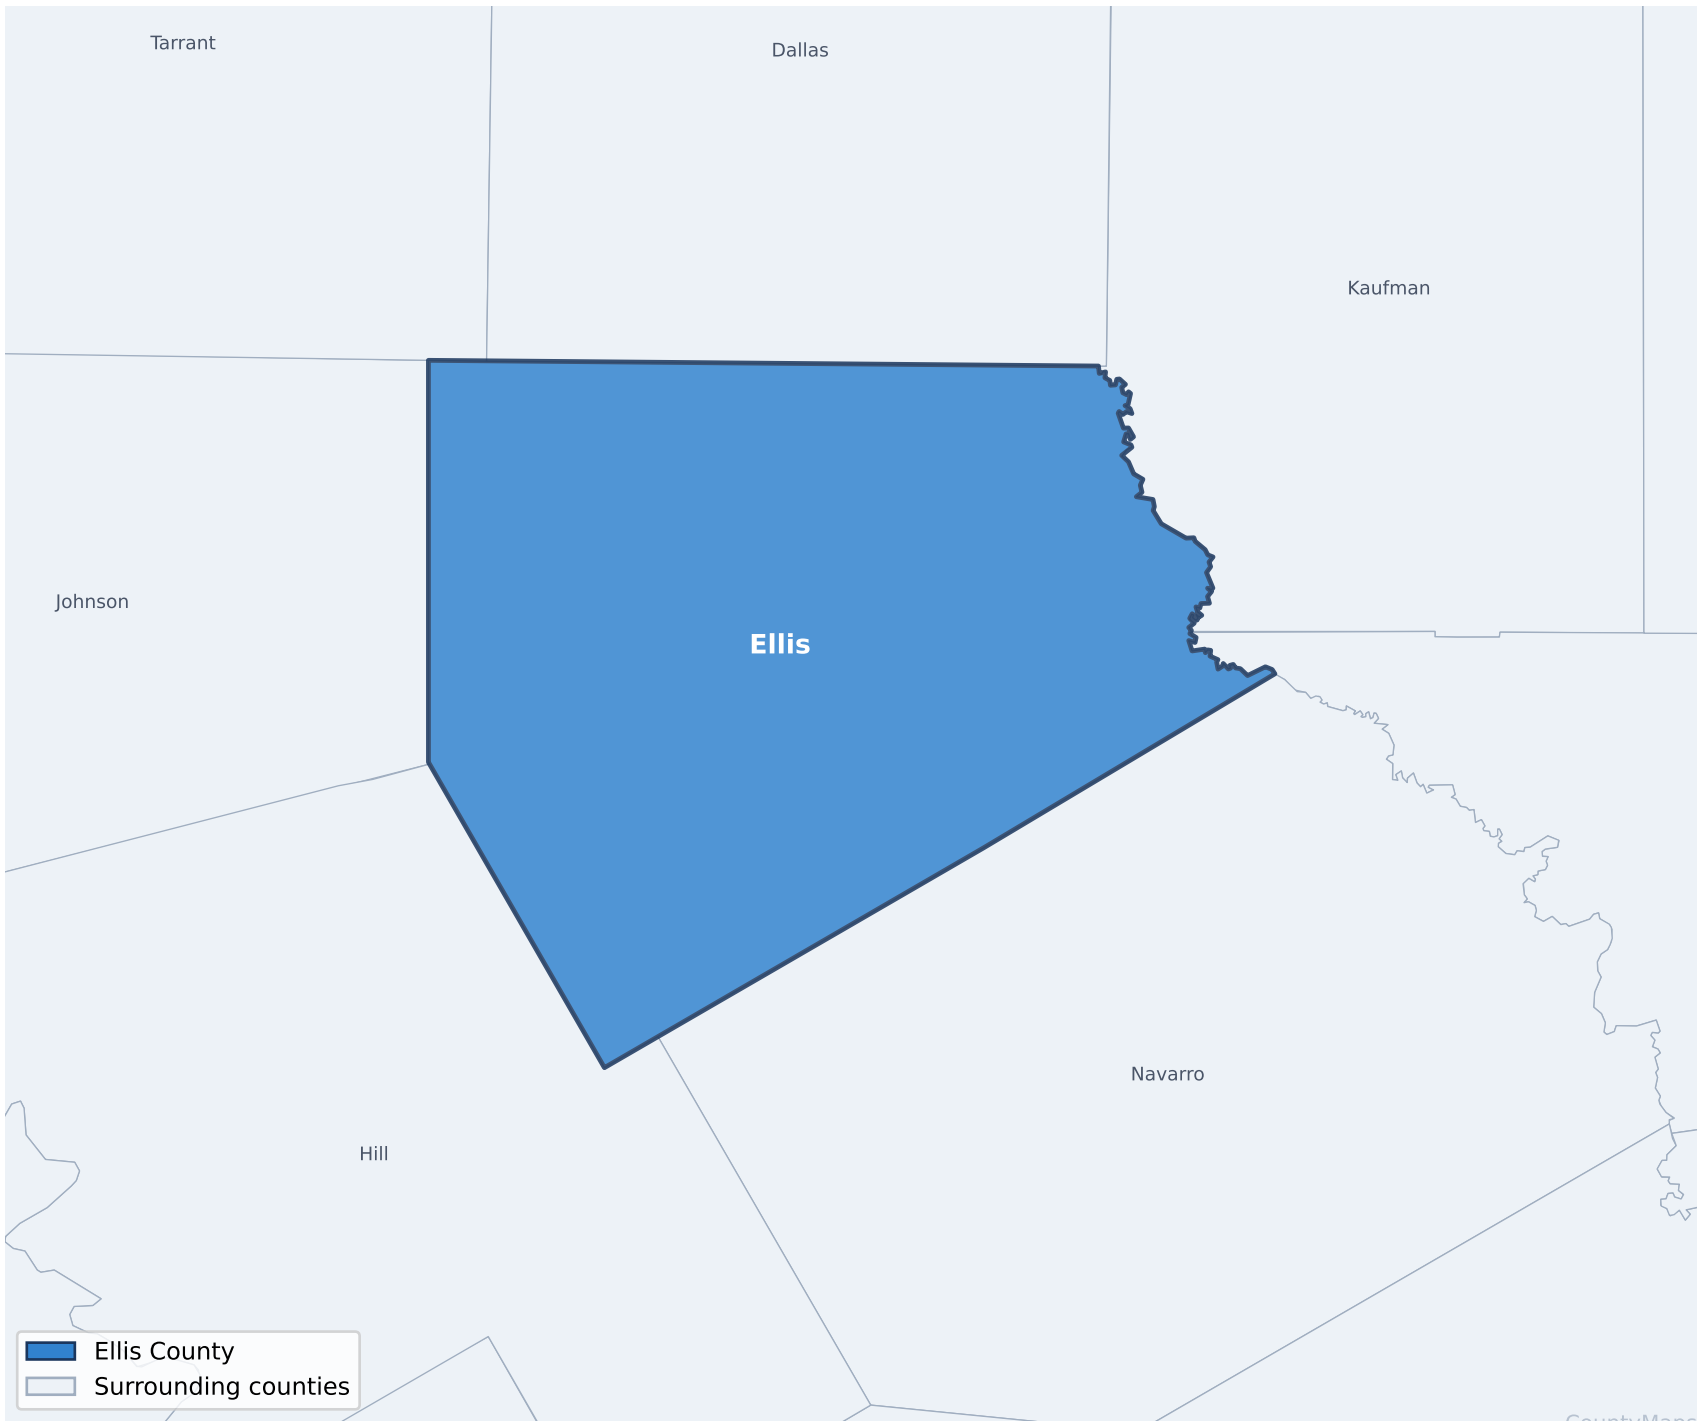 Tarrant
Dallas
Kaufman
Johnson
Ellis
Navarro
Hill
Ellis County
Surrounding counties